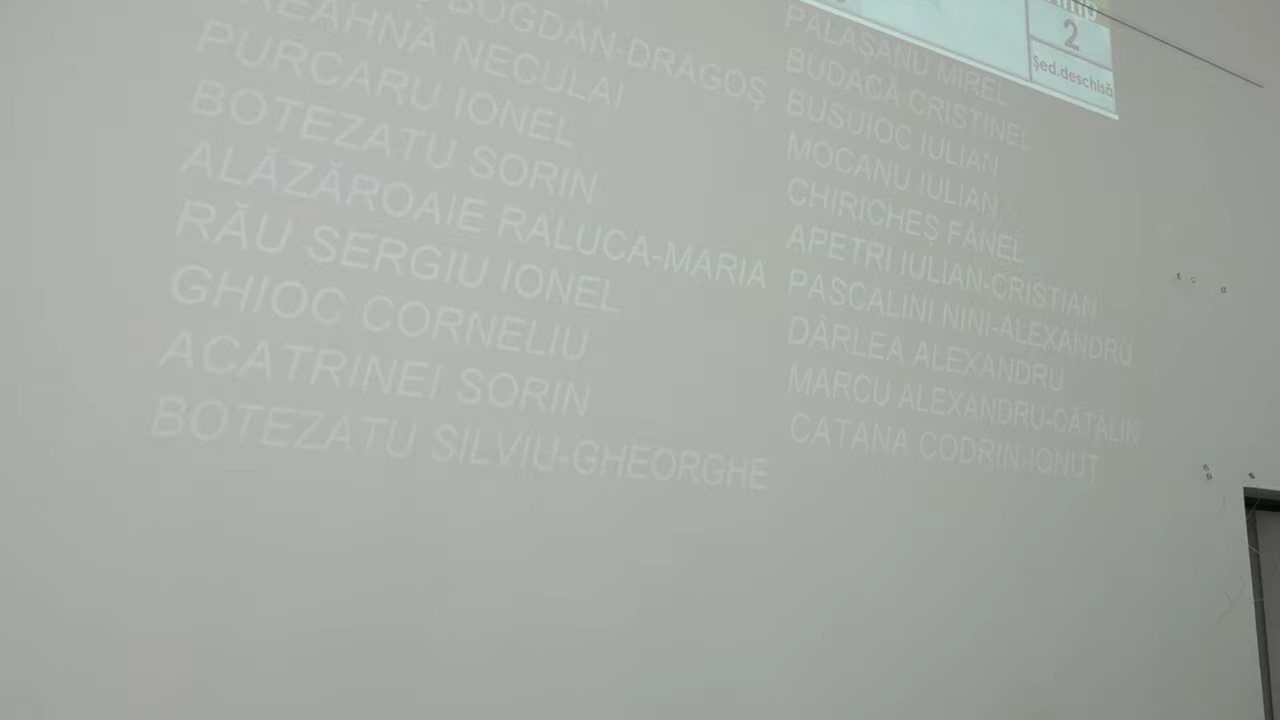 BOGDAN-DRAGOȘ
NECULAI
PURCARU IONEL
BOTEZATU SORIN
ALĂZĂROAIE RALUCA-MARIA
RĂU SERGIU IONEL
GHIOC CORNELIU
ACATRINEI SORIN
BOTEZATU SILVIU-GHEORGHE
PALAȘANU MIREL
BUDACĂ CRISTINEL
BUSUIOC IULIAN
MOCANU IULIAN
CHIRICHEȘ FĂNEL
APETRI IULIAN-CRISTIAN
PASCALINI NINI-ALEXANDRU
DÂRLEA ALEXANDRU
MARCU ALEXANDRU-CĂTĂLIN
CATANA CODRIN-IONUȚ
2
Șed.deschisă